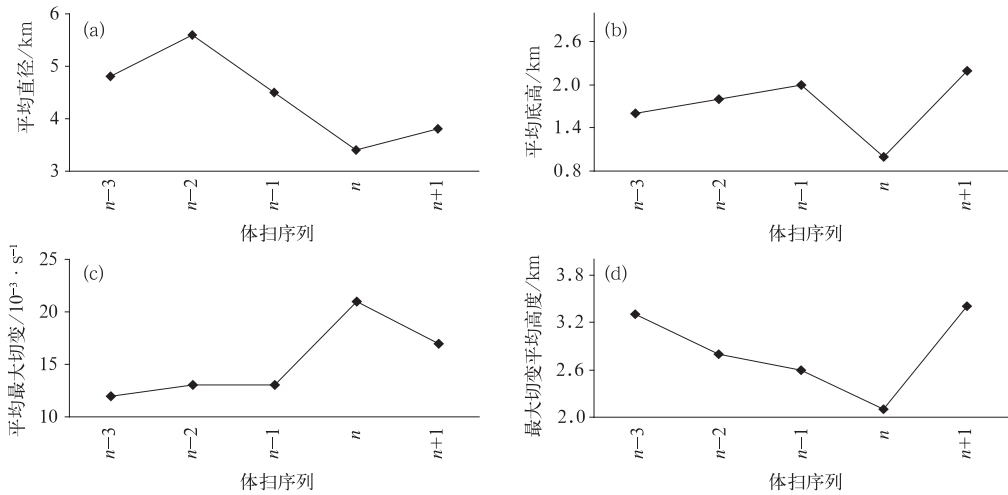 (a)
平均直径/km
6
5
4
3
n−3
n−2
n−1
n
n+1
体扫序列
(b)
平均底高/km
2.6
2.0
1.4
0.8
n−3
n−2
n−1
n
n+1
体扫序列
(c)
平均最大切变/10⁻³·s⁻¹
25
20
15
10
n−3
n−2
n−1
n
n+1
体扫序列
(d)
最大切变平均高度/km
3.8
3.2
2.6
2.0
n−3
n−2
n−1
n
n+1
体扫序列